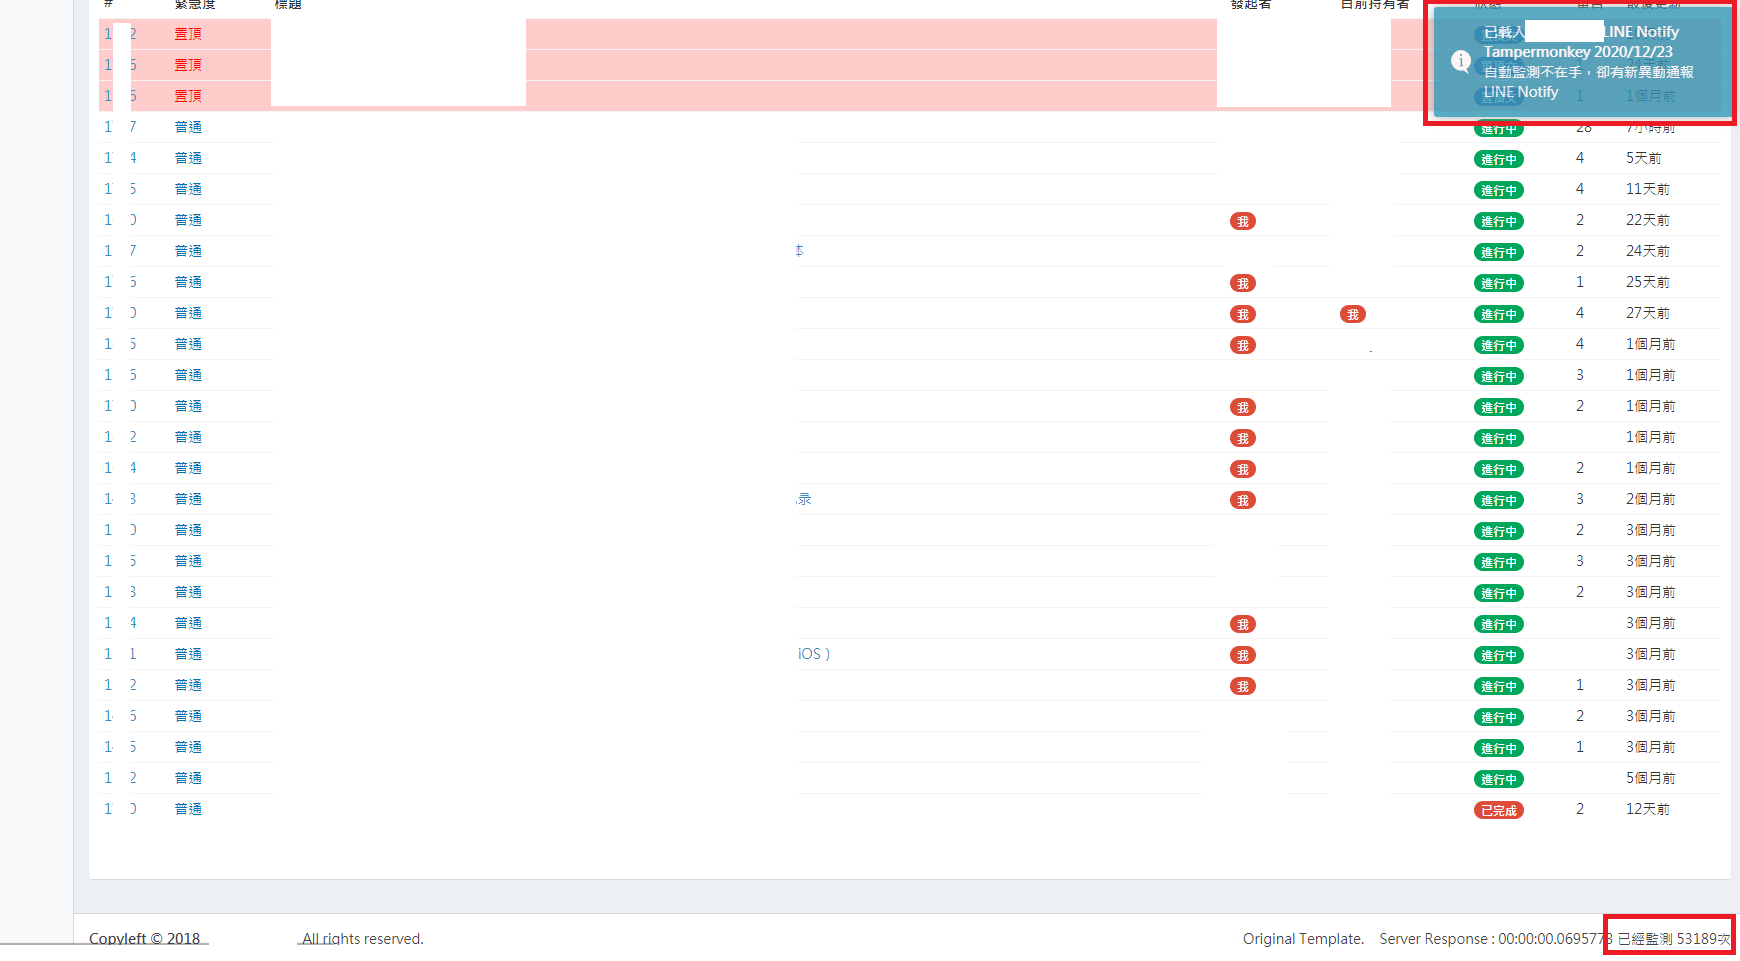 # 緊急度 標題 發起者 目前持有者 狀態 留言 最後更新
1 2 置頂
1 6 置頂
1 6 置頂 置頂文 1 1個月前
已載入 LINE Notify
Tampermonkey 2020/12/23
自動監測不在手，卻有新異動通報
LINE Notify
1 7 普通 進行中 28 7小時前
1 4 普通 進行中 4 5天前
1 5 普通 進行中 4 11天前
1 0 普通 我 進行中 2 22天前
1 7 普通 本 進行中 2 24天前
1 6 普通 我 進行中 1 25天前
1 0 普通 我 我 進行中 4 27天前
1 5 普通 我 進行中 4 1個月前
1 6 普通 進行中 3 1個月前
1 0 普通 我 進行中 2 1個月前
1 2 普通 我 進行中 1個月前
1 4 普通 我 進行中 2 1個月前
1 3 普通 录 我 進行中 3 2個月前
1 0 普通 進行中 2 3個月前
1 5 普通 進行中 3 3個月前
1 3 普通 進行中 2 3個月前
1 4 普通 我 進行中 3個月前
1 1 普通 iOS ) 我 進行中 3個月前
1 2 普通 我 進行中 1 3個月前
1 6 普通 進行中 2 3個月前
1 5 普通 進行中 1 3個月前
1 2 普通 進行中 5個月前
1 0 普通 已完成 2 12天前
Copyleft © 2018 All rights reserved. Original Template. Server Response : 00:00:00.0695773 已經監測 53189次